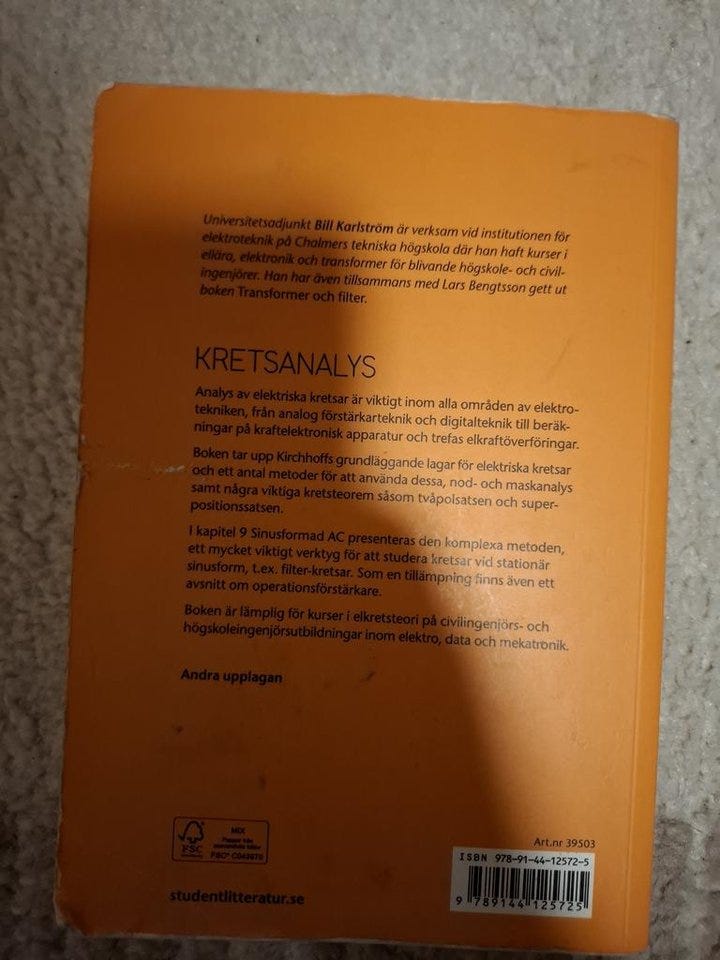 Universitetsadjunkt Bill Karlström är verksam vid institutionen för
elektroteknik på Chalmers tekniska högskola där han haft kurser i
ellära, elektronik och transformer för blivande högskole- och civil-
ingenjörer. Han har även tillsammans med Lars Bengtsson gett ut
boken Transformer och filter.
KRETSANALYS
Analys av elektriska kretsar är viktigt inom alla områden av elektro-
tekniken, från analog förstärkarteknik och digitalteknik till beräk-
ningar på kraftelektronisk apparatur och trefas elkraftöverföringar.
Boken tar upp Kirchhoffs grundläggande lagar för elektriska kretsar
och ett antal metoder för att använda dessa, nod- och maskanalys
samt några viktiga kretsteorem såsom tvåpolsatsen och super-
positionssatsen.
I kapitel 9 Sinusformad AC presenteras den komplexa metoden,
ett mycket viktigt verktyg för att studera kretsar vid stationär
sinusform, t.ex. filter-kretsar. Som en tillämpning finns även ett
avsnitt om operationsförstärkare.
Boken är lämplig för kurser i elkretsteori på civilingenjörs- och
högskoleingenjörsutbildningar inom elektro, data och mekatronik.
Andra upplagan
FSC
MIX
Papper från
FSC® C043970
studentlitteratur.se
Art.nr 39503
ISBN 978-91-44-12572-5
9 789144 125725